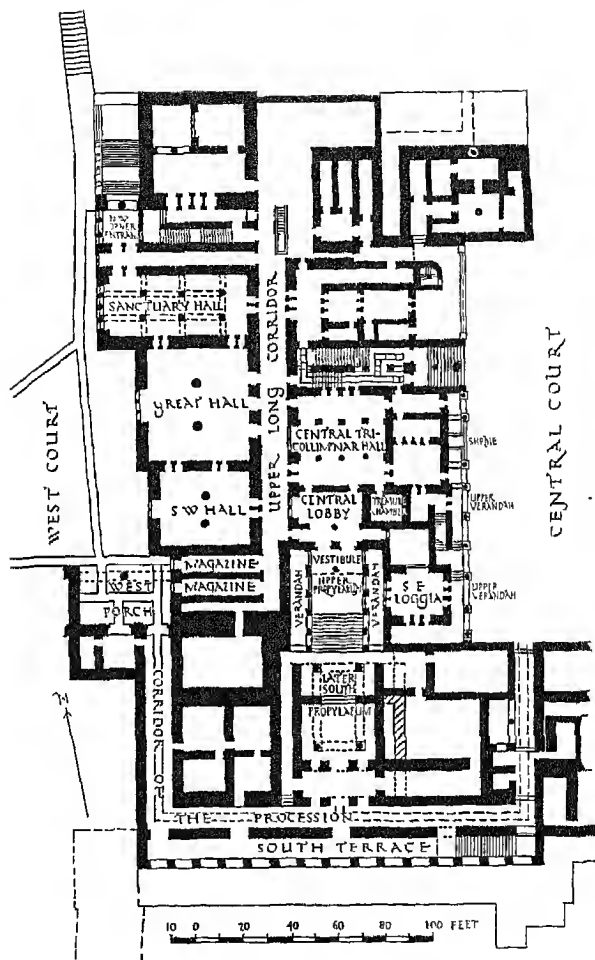 N.W.
UPPER
ENTRANCE
SANCTUARY HALL
GREAT HALL
S W HALL
UPPER LONG CORRIDOR
CENTRAL TRI-
COLUMNAR HALL
CENTRAL
LOBBY
TREASURE
CHAMBER
SHRINE
UPPER
VERANDAH
WEST COURT
CENTRAL COURT
MAGAZINE
MAGAZINE
VERANDAH
VESTIBULE
UPPER
PROPYLAEUM
VERANDAH
S.E.
LOGGIA
UPPER
VERANDAH
WEST
PORCH
LATER
SOUTH
PROPYLAEUM
CORRIDOR OF
THE PROCESSION
SOUTH TERRACE
N
10 0 20 40 60 80 100 FEET